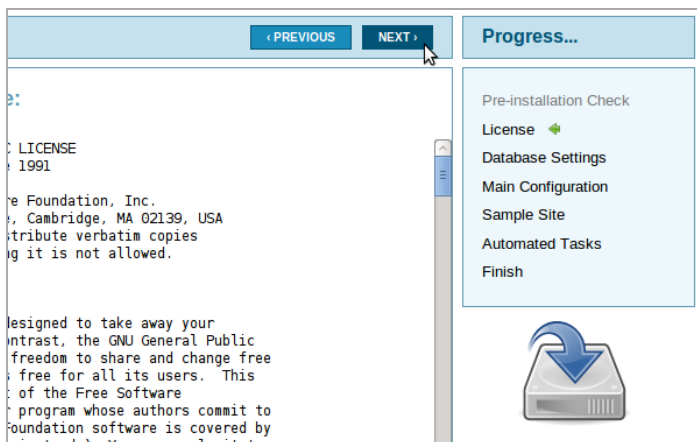 ‹ PREVIOUS
NEXT ›
Progress...
e:
LICENSE
1991
re Foundation, Inc.
, Cambridge, MA 02139, USA
stribute verbatim copies
ng it is not allowed.
designed to take away your
ontrast, the GNU General Public
freedom to share and change free
s free for all its users. This
t of the Free Software
r program whose authors commit to
Foundation software is covered by
Pre-installation Check
License
Database Settings
Main Configuration
Sample Site
Automated Tasks
Finish